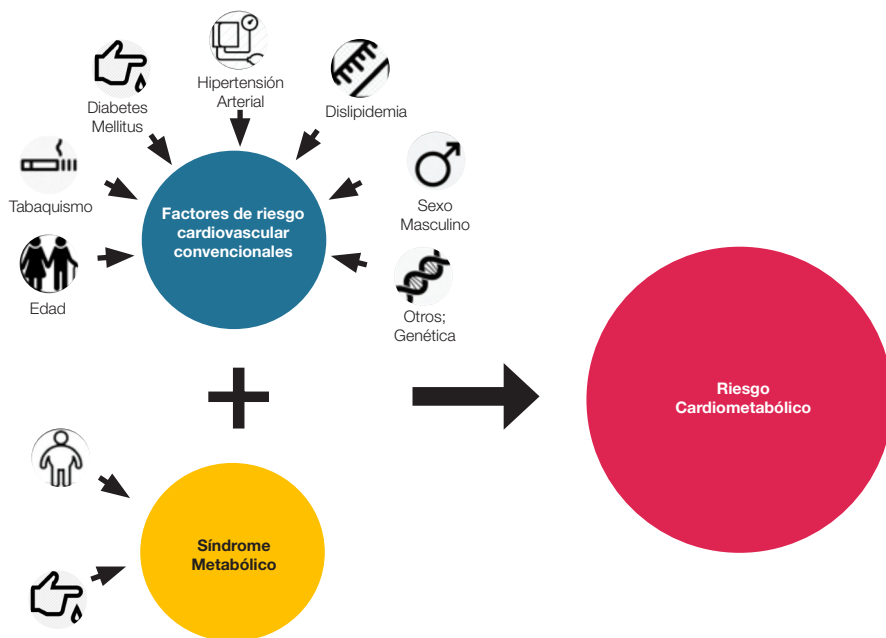 Hipertensión
Arterial
Diabetes
Mellitus
Dislipidemia
Tabaquismo
Sexo
Masculino
Edad
Otros;
Genética
Factores de riesgo
cardiovascular
convencionales
+
Riesgo
Cardiometabólico
Síndrome
Metabólico